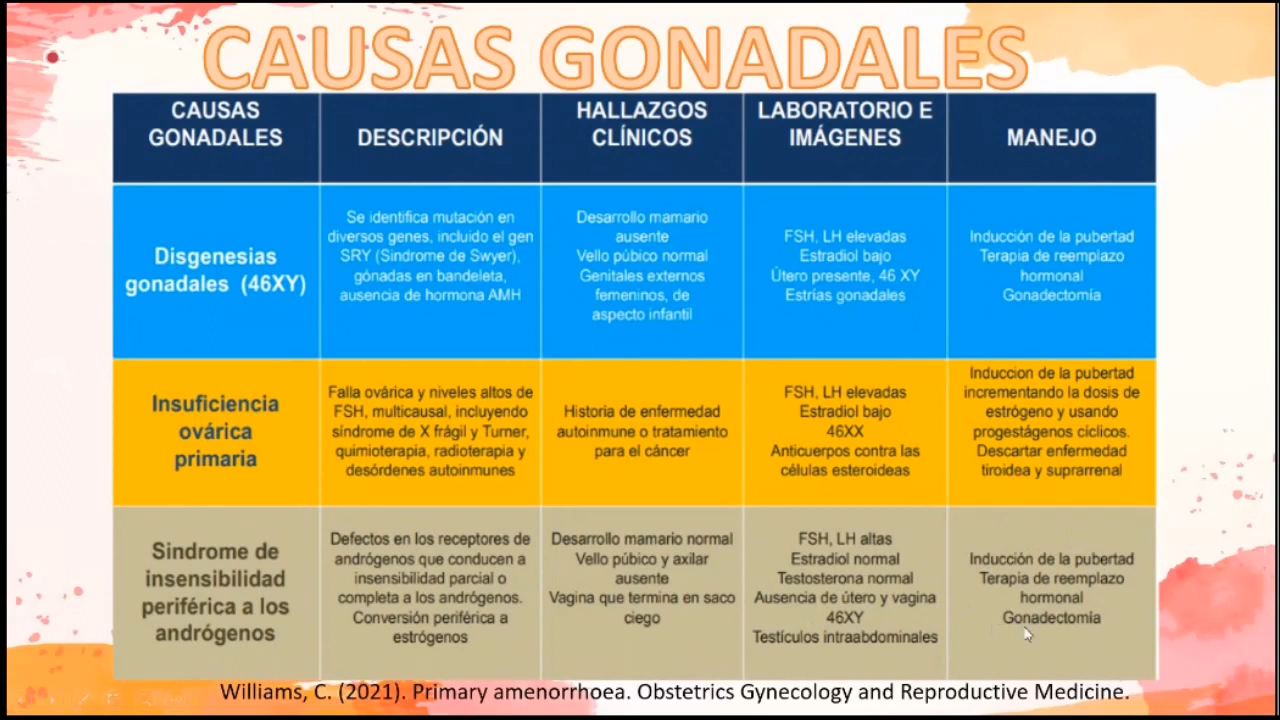 CAUSAS GONADALES
CAUSAS
GONADALES
DESCRIPCIÓN
HALLAZGOS
CLÍNICOS
LABORATORIO E
IMÁGENES
MANEJO
Disgenesias
gonadales (46XY)
Se identifica mutación en
diversos genes, incluido el gen
SRY (Sindrome de Swyer),
gónadas en bandeleta,
ausencia de hormona AMH
Desarrollo mamario
ausente
Vello púbico normal
Genitales externos
femeninos, de
aspecto infantil
FSH, LH elevadas
Estradiol bajo
Útero presente, 46 XY
Estrías gonadales
Inducción de la pubertad
Terapia de reemplazo
hormonal
Gonadectomía
Insuficiencia
ovárica
primaria
Falla ovárica y niveles altos de
FSH, multicausal, incluyendo
síndrome de X frágil y Turner,
quimioterapia, radioterapia y
desórdenes autoinmunes
Historia de enfermedad
autoinmune o tratamiento
para el cáncer
FSH, LH elevadas
Estradiol bajo
46XX
Anticuerpos contra las
células esteroideas
Induccion de la pubertad
incrementando la dosis de
estrógeno y usando
progestágenos cíclicos.
Descartar enfermedad
tiroidea y suprarrenal
Sindrome de
insensibilidad
periférica a los
andrógenos
Defectos en los receptores de
andrógenos que conducen a
insensibilidad parcial o
completa a los andrógenos.
Conversión periférica a
estrógenos
Desarrollo mamario normal
Vello púbico y axilar
ausente
Vagina que termina en saco
ciego
FSH, LH altas
Estradiol normal
Testosterona normal
Ausencia de útero y vagina
46XY
Testículos intraabdominales
Inducción de la pubertad
Terapia de reemplazo
hormonal
Gonadectomía
Williams, C. (2021). Primary amenorrhoea. Obstetrics Gynecology and Reproductive Medicine.